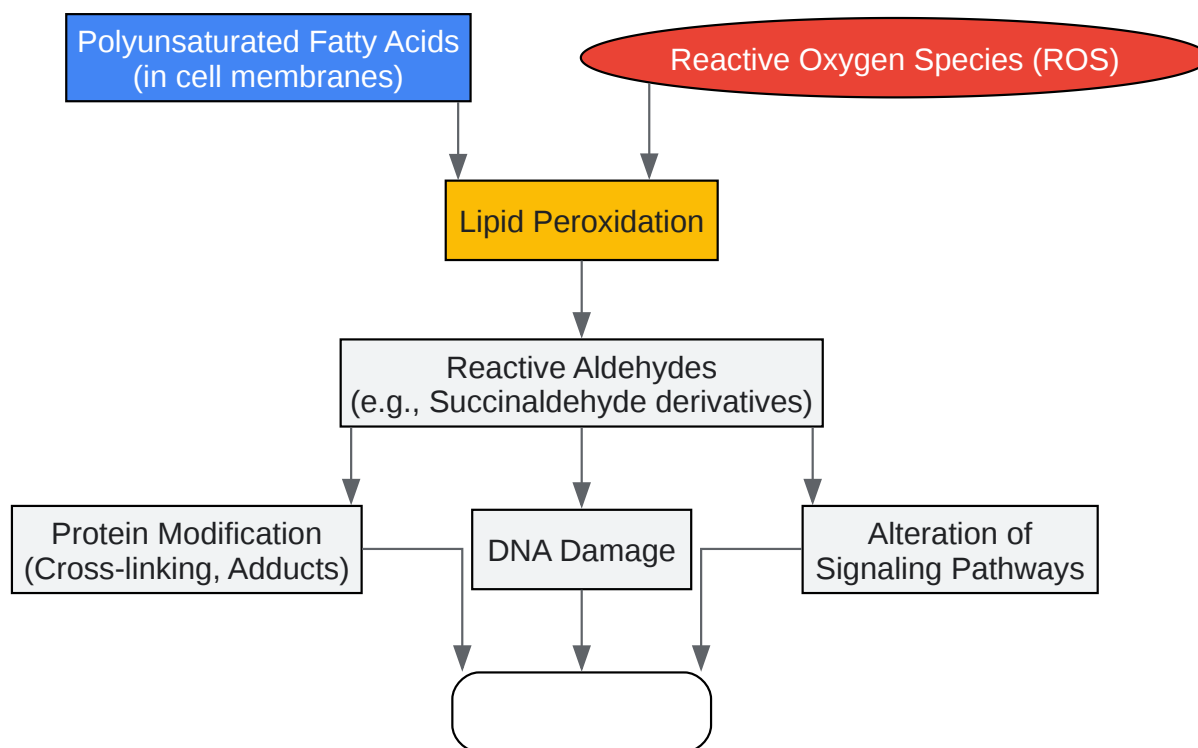 Polyunsaturated Fatty Acids
(in cell membranes)
Reactive Oxygen Species (ROS)
Lipid Peroxidation
Reactive Aldehydes
(e.g., Succinaldehyde derivatives)
Protein Modification
(Cross-linking, Adducts)
DNA Damage
Alteration of
Signaling Pathways